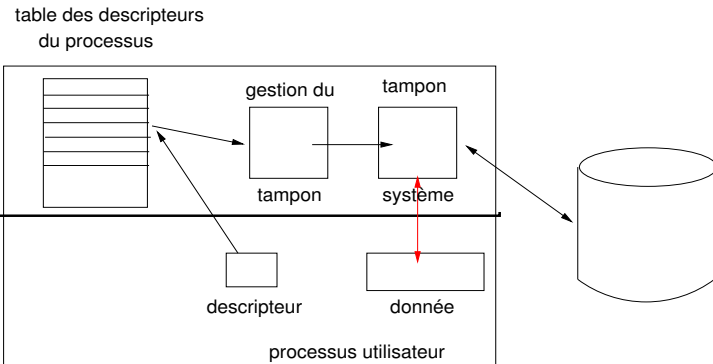 table des descripteurs
du processus
gestion du
tampon
tampon
système
descripteur
donnée
processus utilisateur